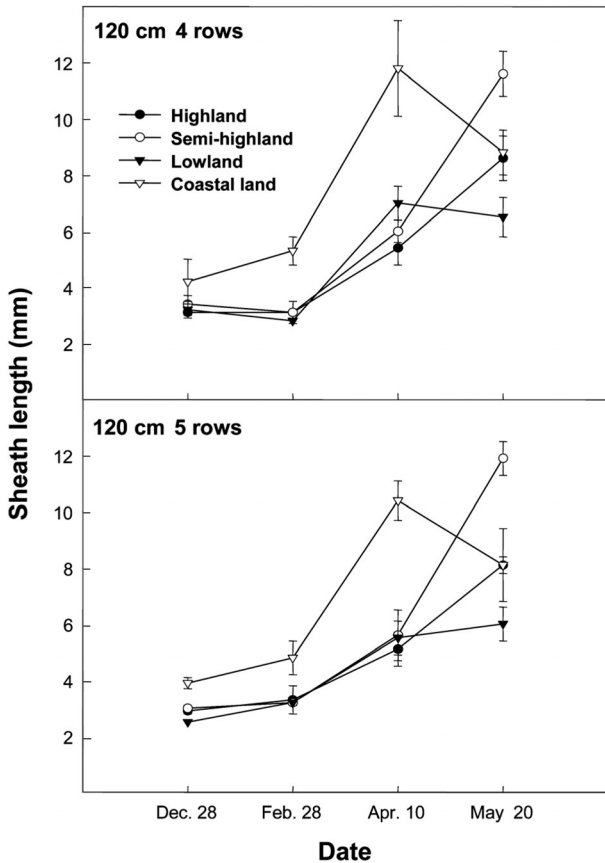 120 cm 4 rows
12
10
8
6
4
2
Highland
Semi-highland
Lowland
Coastal land
Sheath length (mm)
120 cm 5 rows
12
10
8
6
4
2
Dec. 28 Feb. 28 Apr. 10 May 20
Date